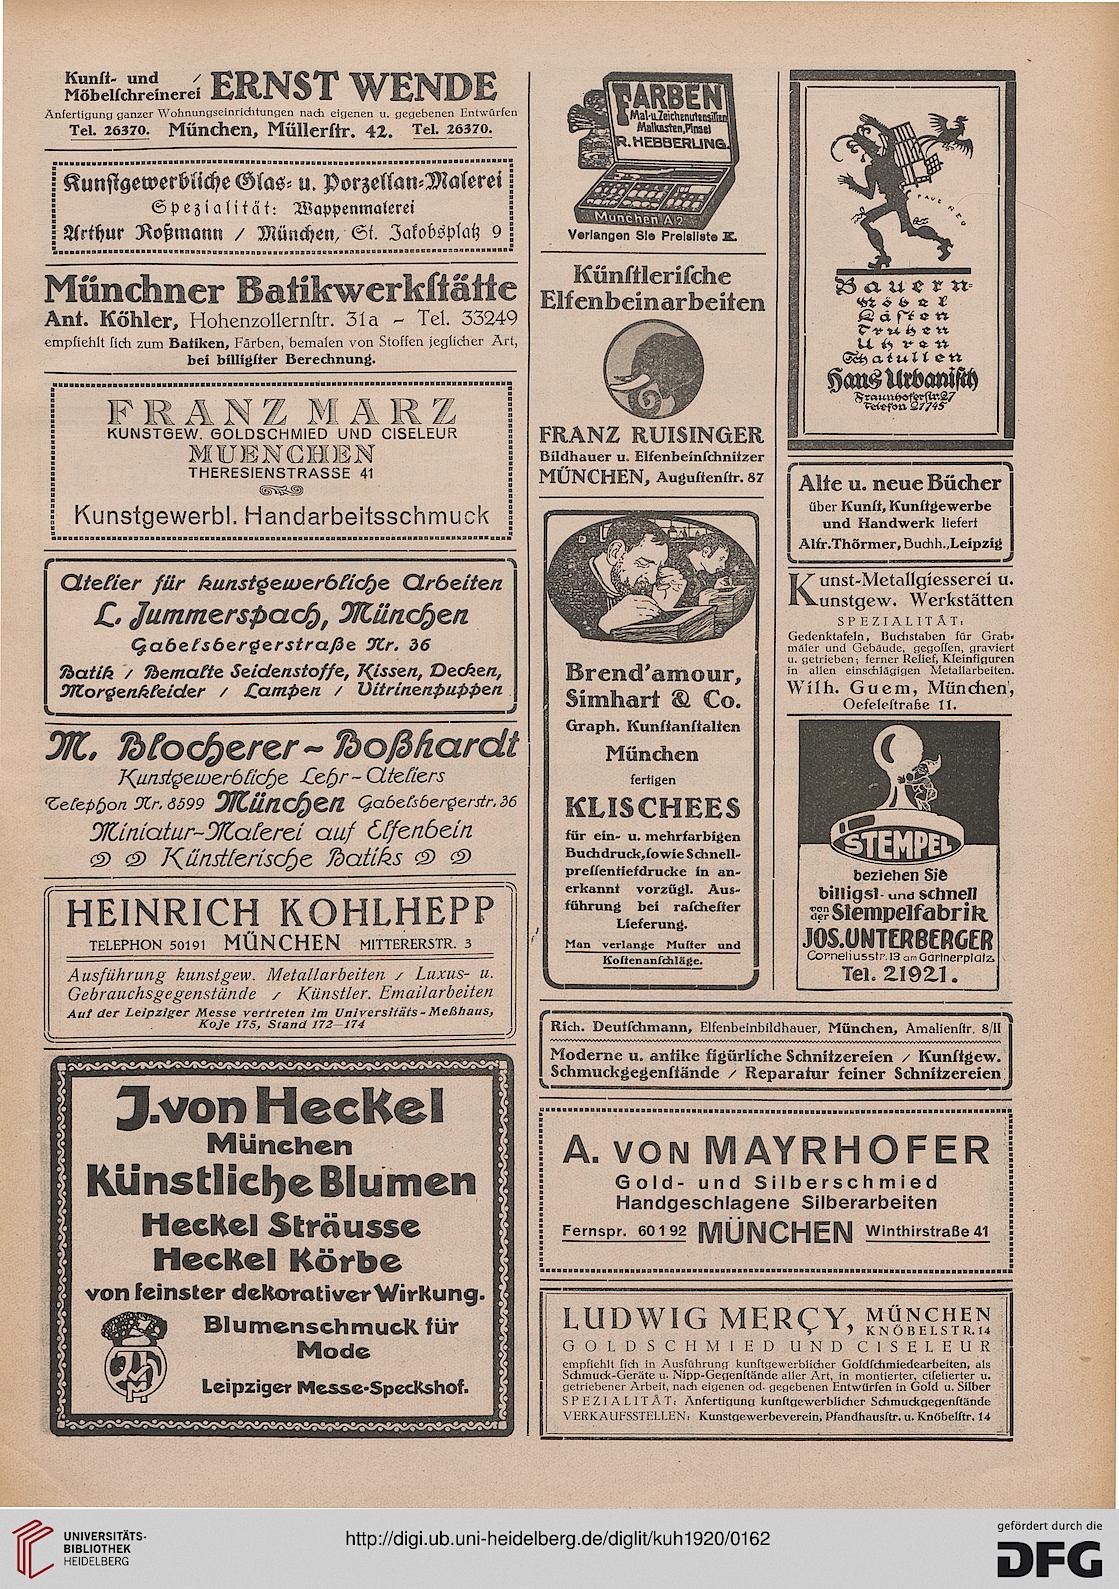 Kunſt- und / ERNST WENDE
Möbelſchreinerei
Anfertigung ganzer Wohnungseinrichtungen nach eigenen u. gegebenen Entwürfen
Tel. 26370. München, Müllerſtr. 42. Tel. 26370.
Kunſtgewerbliche Glas- u. Porzellan-Malerei
Spezialität: Wappenmalerei
Arthur Roßmann / München, St. Jakobsplatz 9
Münchner Batikwerkſtätte
Ant. Köhler, Hohenzollernſtr. 31a – Tel. 33249
empfiehlt ſich zum Batiken, Färben, bemalen von Stoffen jeglicher Art,
bei billigſter Berechnung.
FRANZ MARZ
KUNSTGEW. GOLDSCHMIED UND CISELEUR
MUENCHEN
THERESIENSTRASSE 41
Kunstgewerbl. Handarbeitsschmuck
Atelier für kunstgewerbliche Arbeiten
L. Jummerspach, München
Gabelsbergerstraße Nr. 36
Batik / Bemalte Seidenstoffe, Kissen, Decken,
Morgenkleider / Lampen / Vitrinenpuppen
M. Blocherer – Boßhardt
Kunstgewerbliche Lehr – Ateliers
Telephon Nr. 8599 München Gabelsbergerstr. 36
Miniatur-Malerei auf Elfenbein
Künstlerische Batiks
HEINRICH KOHLHEPP
TELEPHON 50191 MÜNCHEN MITTERERSTR. 3
Ausführung kunstgew. Metallarbeiten / Luxus- u.
Gebrauchsgegenstände / Künstler. Emailarbeiten
Auf der Leipziger Messe vertreten im Universitäts-Meßhaus,
Koje 175, Stand 172–174
J. von Heckel
München
Künstliche Blumen
Heckel Sträusse
Heckel Körbe
von feinster dekorativer Wirkung.
Blumenschmuck für
Mode
Leipziger Messe-Speckshof.
FARBEN
Mal-u.Zeichenutensilien
Malkasten, Pinsel
R. HEBBERLING
München A 2
Verlangen Sie Preisliste K.
Künſtleriſche
Elfenbeinarbeiten
FRANZ RUISINGER
Bildhauer u. Elfenbeinſchnitzer
MÜNCHEN, Auguſtenſtr. 87
Brend'amour,
Simhart & Co.
Graph. Kunſtanſtalten
München
fertigen
KLISCHEES
für ein- u. mehrfarbigen
Buchdruck, ſowie Schnell-
preſſentiefdrucke in an-
erkannt vorzügl. Aus-
führung bei raſcheſter
Lieferung.
Man verlange Muſter und
Koſtenanſchläge.
PAUL NEU
Bauern-
Möbel
Kästen
Truhen
Uhren
Schatullen
Hans Urbanisch
Fraunhoferstr. 27
Telefon 27745
Alte u. neue Bücher
über Kunſt, Kunſtgewerbe
und Handwerk liefert
Alfr. Thörmer, Buchh., Leipzig
Kunst-Metallgiesserei u.
Kunstgew. Werkstätten
SPEZIALITÄT:
Gedenktafeln, Buchstaben für Grab-
mäler und Gebäude, gegoſſen, graviert
u. getrieben; ferner Relief, Kleinfiguren
in allen einschlägigen Metallarbeiten.
Wilh. Guem, München,
Oefeleſtraße 11.
STEMPEL
beziehen Sie
billigst- und schnell
von der Stempelfabrik
JOS. UNTERBERGER
Corneliusstr. 13 am Gärtnerplatz
Tel. 21921.
Rich. Deutſchmann, Elfenbeinbildhauer, München, Amalienſtr. 8/II
Moderne u. antike figürliche Schnitzereien / Kunſtgew.
Schmuckgegenſtände / Reparatur feiner Schnitzereien
A. VON MAYRHOFER
Gold- und Silberschmied
Handgeschlagene Silberarbeiten
Fernspr. 60192 MÜNCHEN Winthirstraße 41
LUDWIG MERÇY, MÜNCHEN
KNÖBELSTR. 14
GOLDSCHMIED UND CISELEUR
empfiehlt ſich in Ausführung kunſtgewerblicher Goldſchmiedearbeiten, als
Schmuck-Geräte u. Nipp-Gegenſtände aller Art, in montierter, ciſelierter u.
getriebener Arbeit, nach eigenen od. gegebenen Entwürfen in Gold u. Silber
SPEZIALITÄT: Anfertigung kunſtgewerblicher Schmuckgegenſtände
VERKAUFSSTELLEN: Kunstgewerbeverein, Pfandhausſtr. u. Knöbelſtr. 14
UNIVERSITÄTS-
BIBLIOTHEK
HEIDELBERG
http://digi.ub.uni-heidelberg.de/diglit/kuh1920/0162
gefördert durch die
DFG